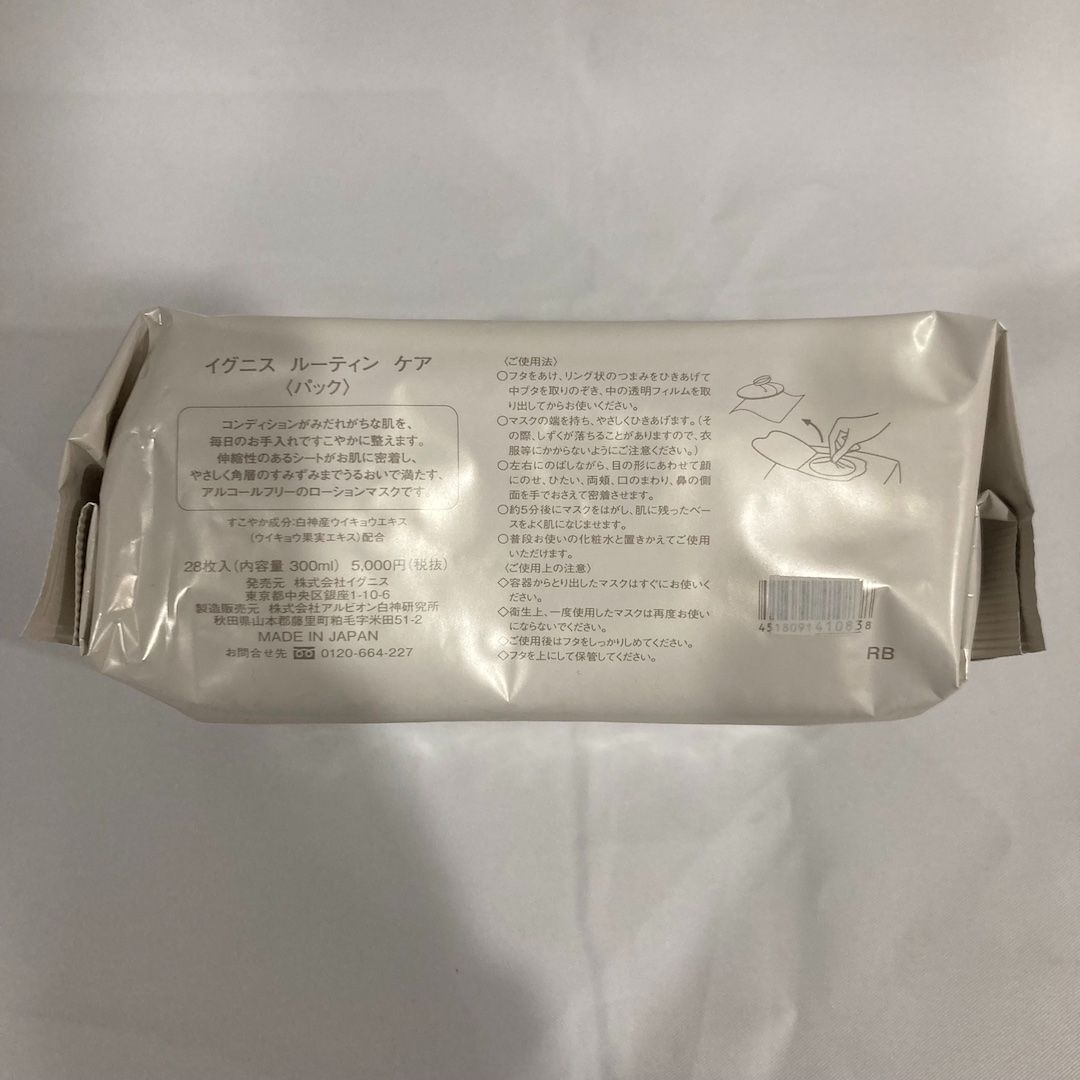 イグニス ルーティン ケア
〈パック〉
コンディションがみだれがちな肌を、
毎日のお手入れですこやかに整えます。
伸縮性のあるシートがお肌に密着し、
やさしく角層のすみずみまでうるおいで満たす、
アルコールフリーのローションマスクです
すこやか成分:白神産ウイキョウエキス
(ウイキョウ果実エキス)配合
28枚入(内容量 300ml) 5,000円(税抜)
発売元 株式会社イグニス
東京都中央区銀座1-10-6
製造販売元 株式会社アルビオン白神研究所
秋田県山本郡藤里町粕毛字米田51-2
MADE IN JAPAN
お問合せ先 0120-664-227
〈ご使用法〉
○フタをあけ、リング状のつまみをひきあげて
中ブタを取りのぞき、中の透明フィルムを取
り出してからお使いください。
○マスクの端を持ち、やさしくひきあげます。(そ
の際、しずくが落ちることがありますので、衣
服等にかからないようにご注意ください。)
○左右にのばしながら、目の形にあわせて顔
にのせ、ひたい、両頬、口のまわり、鼻の側
面を手でおさえて密着させます。
○約5分後にマスクをはがし、肌に残ったベー
スをよく肌になじませます。
○普段お使いの化粧水と置きかえてご使用
いただけます。
〈ご使用上の注意〉
◇容器からとり出したマスクはすぐにお使いく
ださい。
◇衛生上、一度使用したマスクは再度お使い
にならないでください。
◇ご使用後はフタをしっかりしめてください。
◇フタを上にして保管してください。
4518091410838
RB